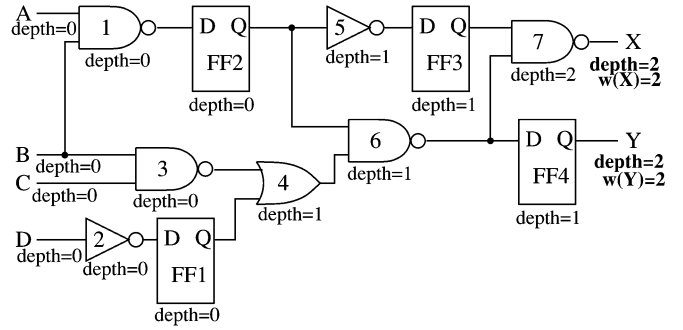 A
depth=0
1
depth=0
D Q
FF2
depth=0
5
depth=1
D Q
FF3
depth=1
7
depth=2
X
depth=2
w(X)=2
B
depth=0
C
depth=0
3
depth=0
4
depth=1
6
depth=1
D Q
FF4
depth=1
Y
depth=2
w(Y)=2
D
depth=0
2
depth=0
D Q
FF1
depth=0